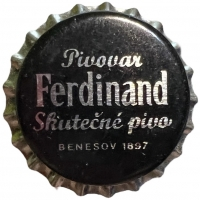 Pivovar
Ferdinand
Skutečné pivo
BENEŠOV 1897